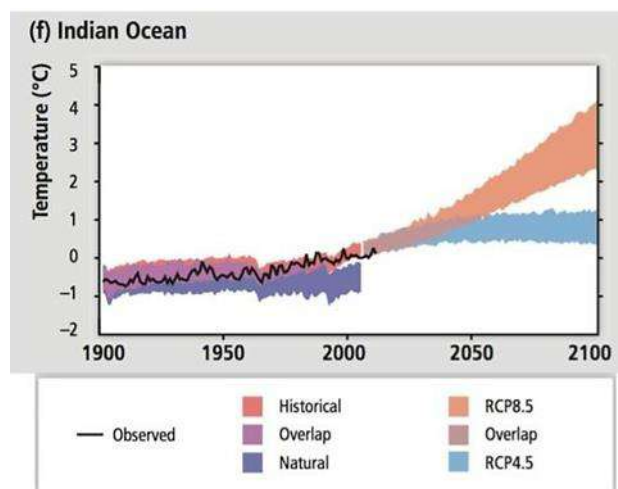 (f) Indian Ocean
Temperature (°C)
5
4
3
2
1
0
–1
–2
1900 1950 2000 2050 2100
Observed
Historical
Overlap
Natural
RCP8.5
Overlap
RCP4.5